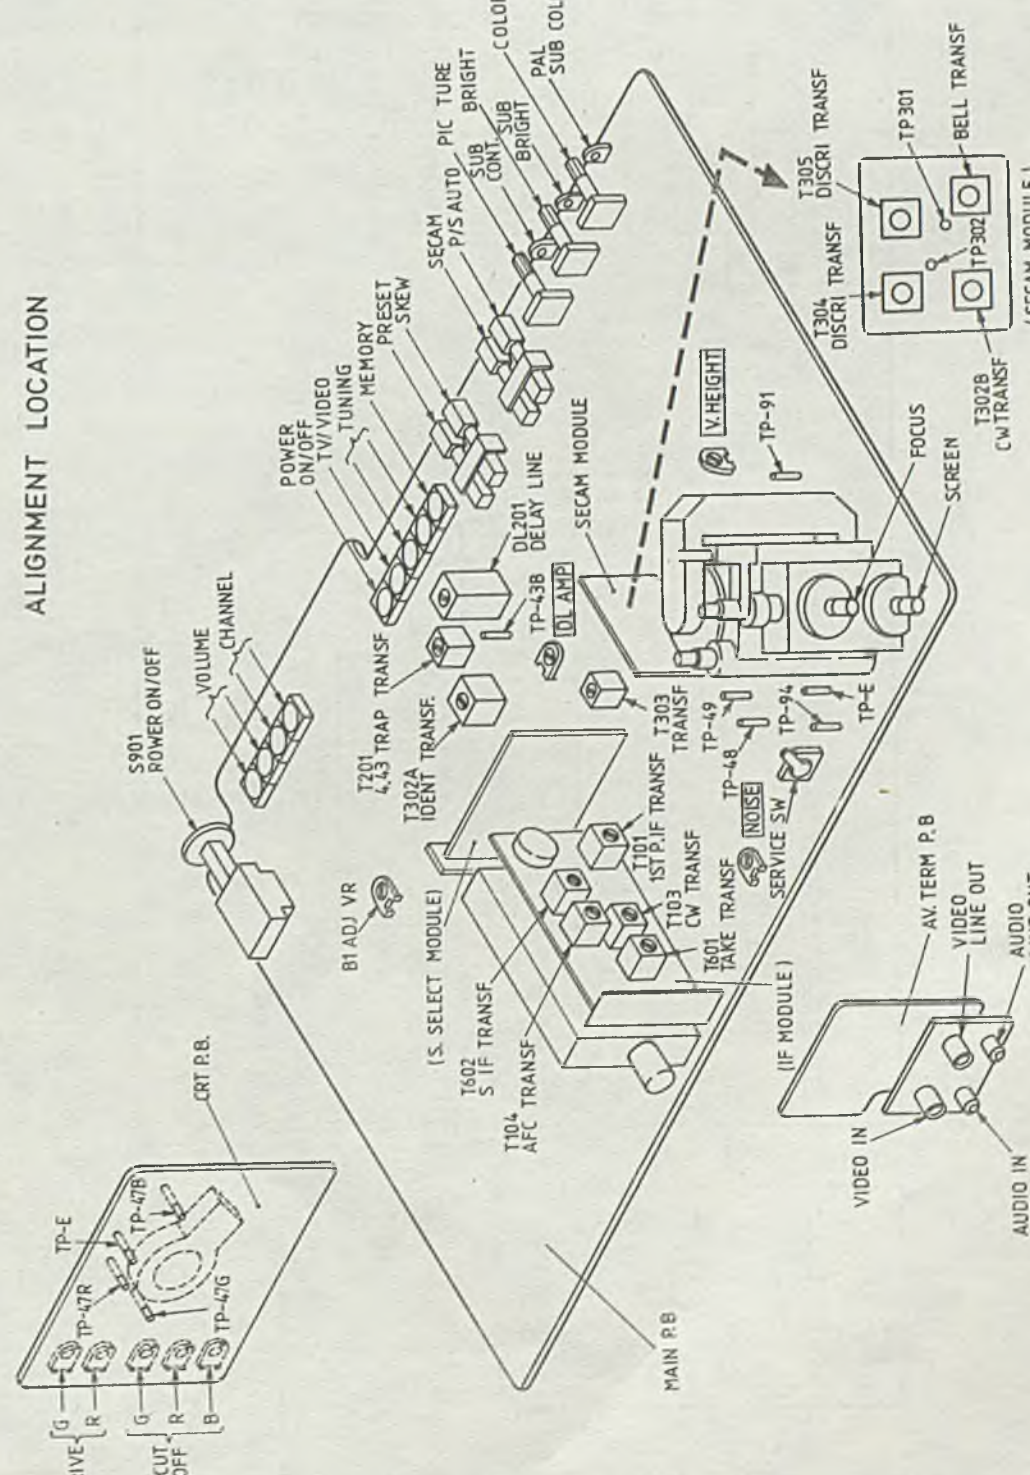 ALIGNMENT LOCATION
S901
POWER ON/OFF
VOLUME
CHANNEL
POWER
ON/OFF
TV/VIDEO
TUNING
MEMORY
PRESET
SKEW
SECAM
P/S AUTO
PIC TURE
BRIGHT
SUB
CONT.
SUB
BRIGHT
PAL
T201
4.43 TRAP TRANSF
T302A
IDENT TRANSF.
DL201
DELAY LINE
TP-43B
DL AMP
SECAM MODULE
V.HEIGHT
TP-91
FOCUS
SCREEN
T303
TRANSF
TP-49
TP-48
TP-94
TP-E
NOISE
SERVICE SW
B1 ADJ VR
(S. SELECT MODULE)
T602
S IF TRANSF.
T104
AFC TRANSF.
T101
1ST P.IF TRANSF
T103
CW TRANSF
T601
TAKE TRANSF
(IF MODULE)
MAIN P.B
CRT P.B.
TP-E
TP-47R
TP-47B
TP-47G
G
R
G
R
B
CUT
OFF
T304
DISCRI TRANSF
T305
DISCRI TRANSF
TP301
TP302
BELL TRANSF
T302B
CW TRANSF
AV. TERM P.B
VIDEO
LINE OUT
AUDIO
VIDEO IN
AUDIO IN